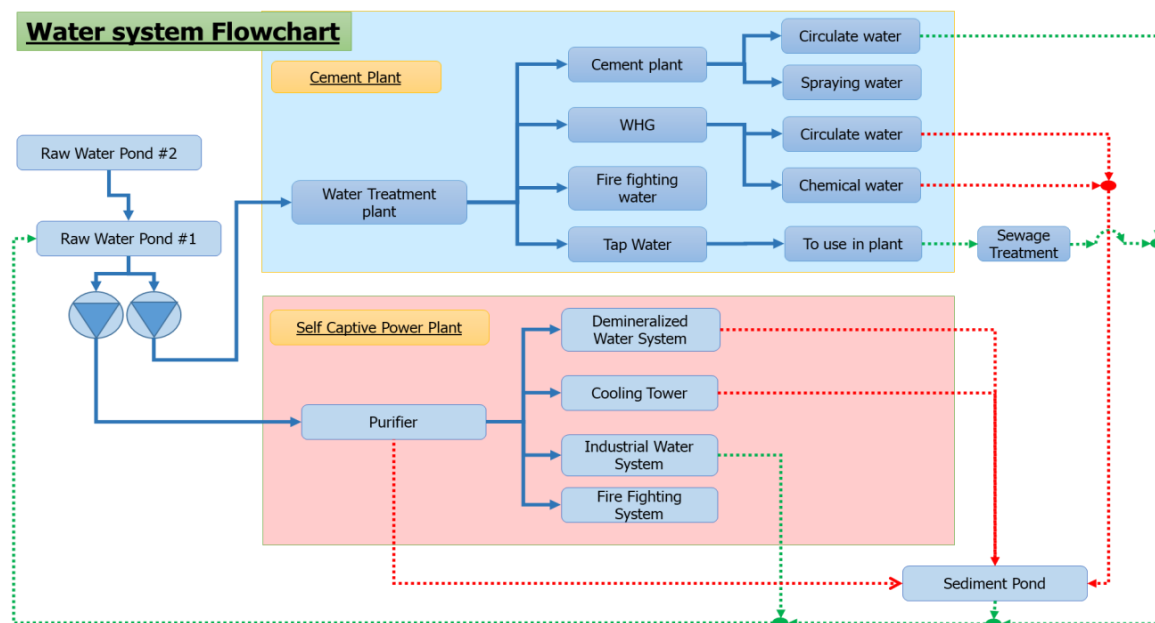 Water system Flowchart
Cement Plant
Circulate water
Cement plant
Spraying water
WHG
Circulate water
Raw Water Pond #2
Fire fighting
water
Chemical water
Water Treatment
plant
Raw Water Pond #1
Tap Water
To use in plant
Sewage
Treatment
Self Captive Power Plant
Demineralized
Water System
Cooling Tower
Purifier
Industrial Water
System
Fire Fighting
System
Sediment Pond